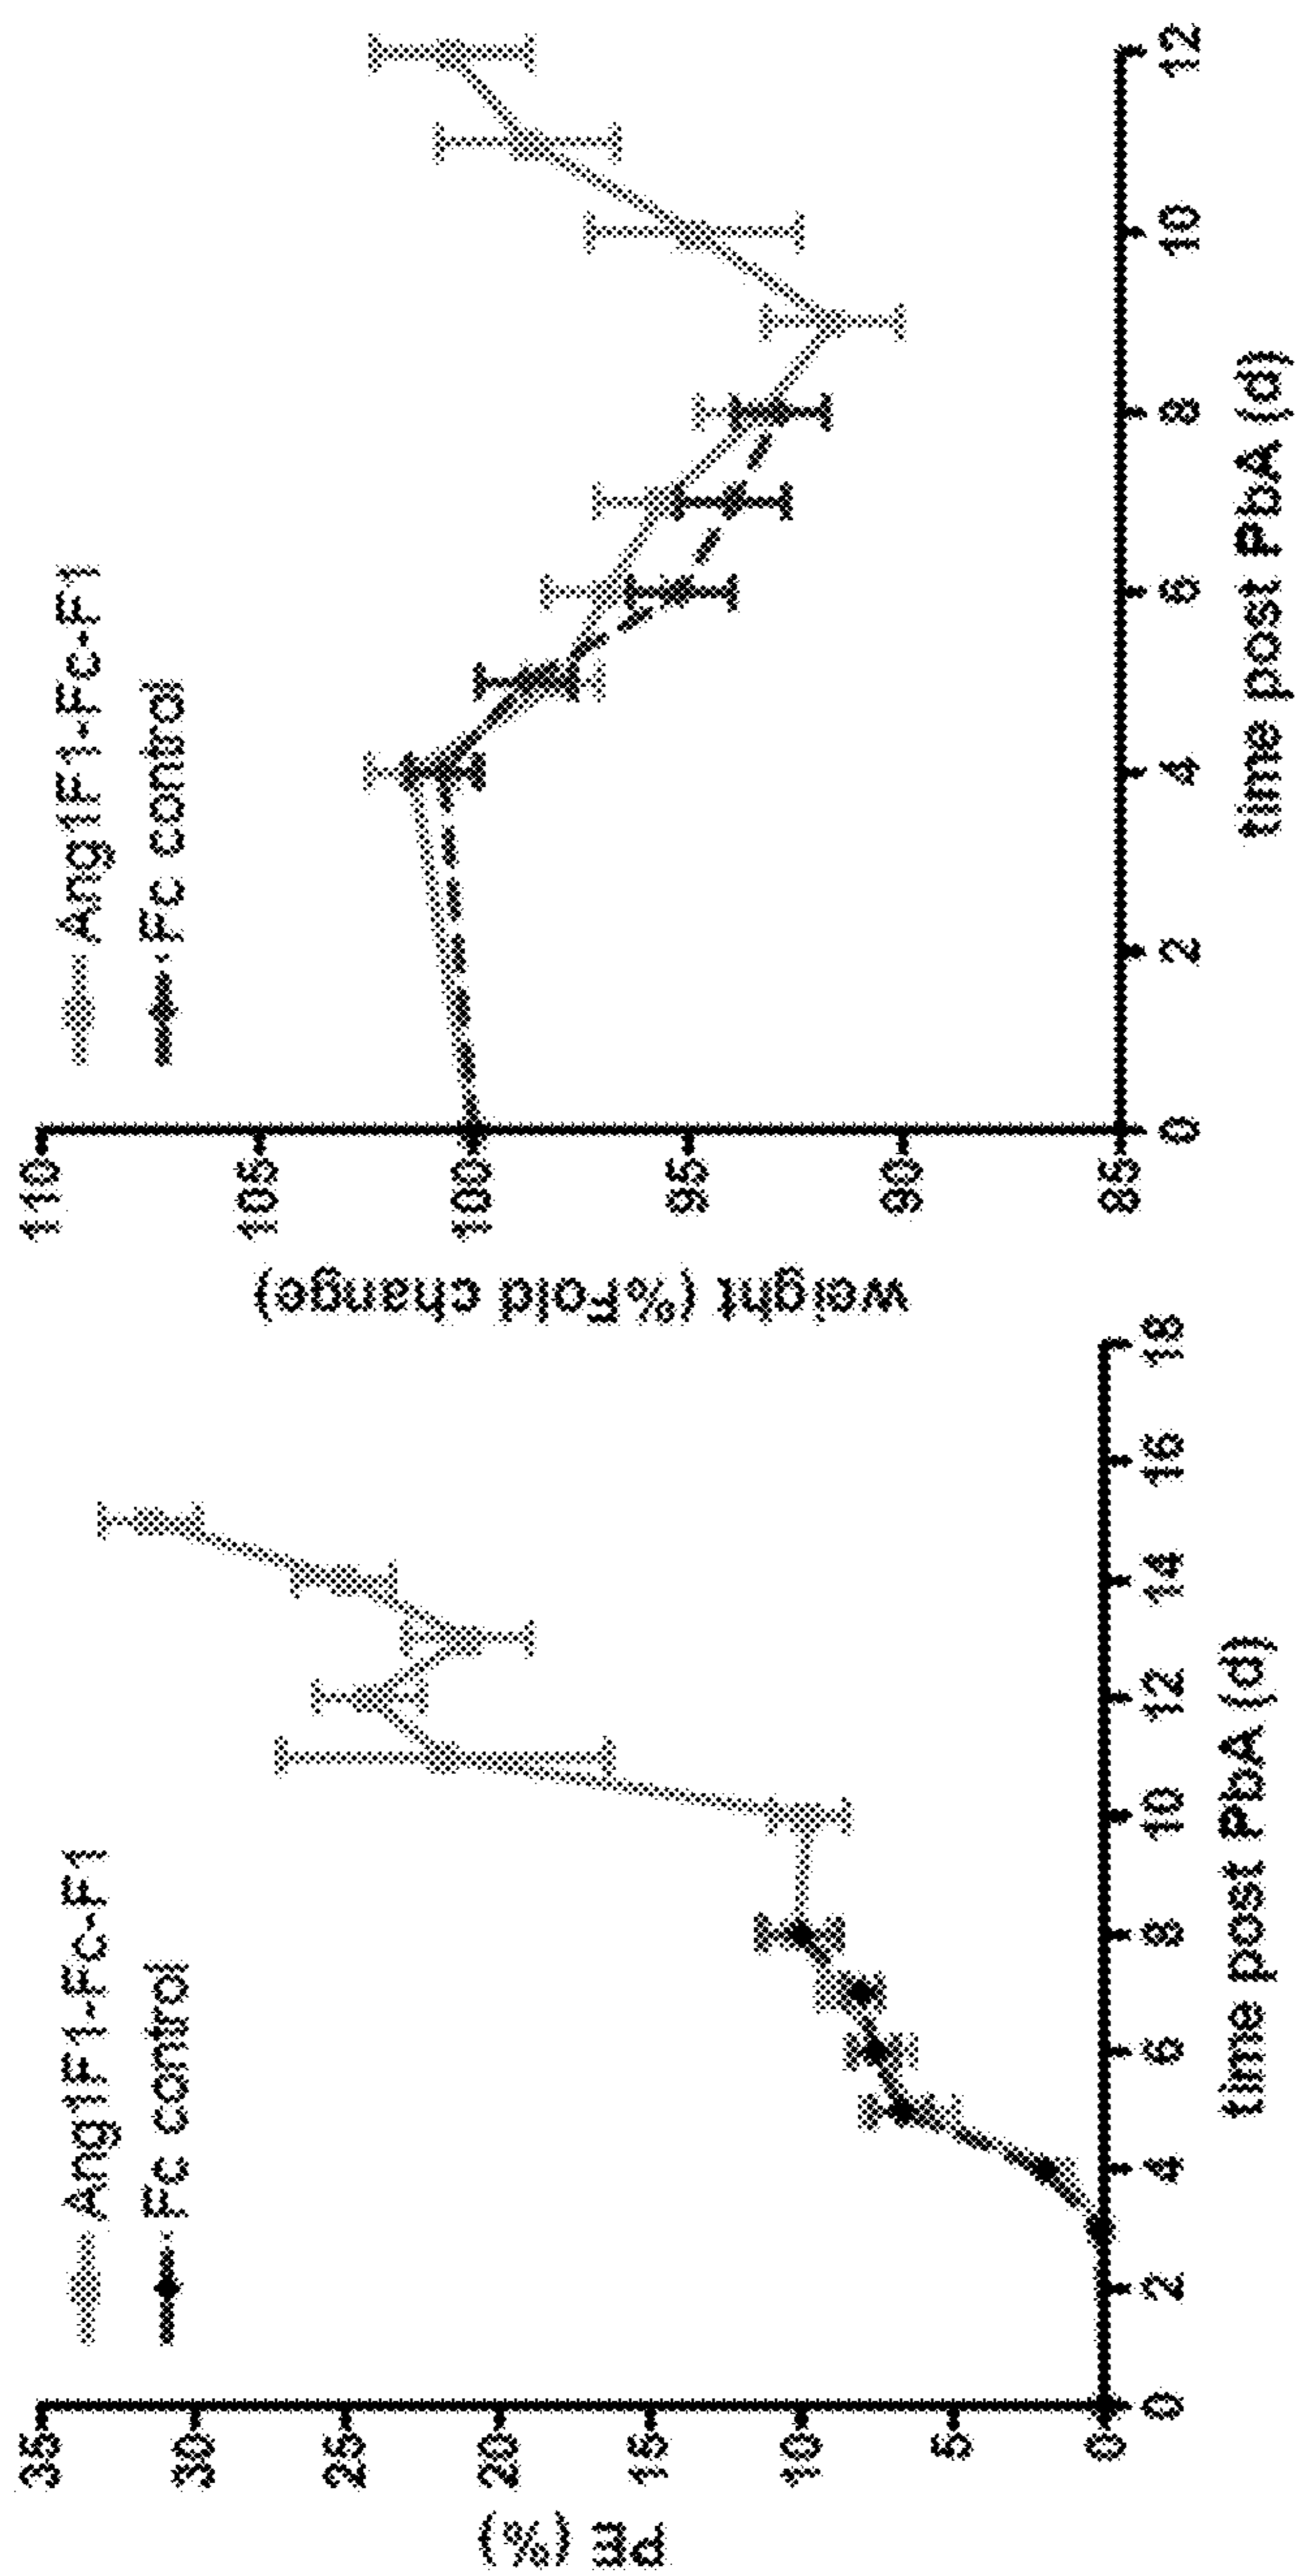 PE (%)
35
30
25
20
15
10
5
0
Ang1F1-Fc-F1
Fc control
0 2 4 6 8 10 12 14 16 18
time post PbA (d)
weight (%Fold change)
110
105
100
95
90
85
Ang1F1-Fc-F1
Fc control
0 2 4 6 8 10 12
time post PbA (d)